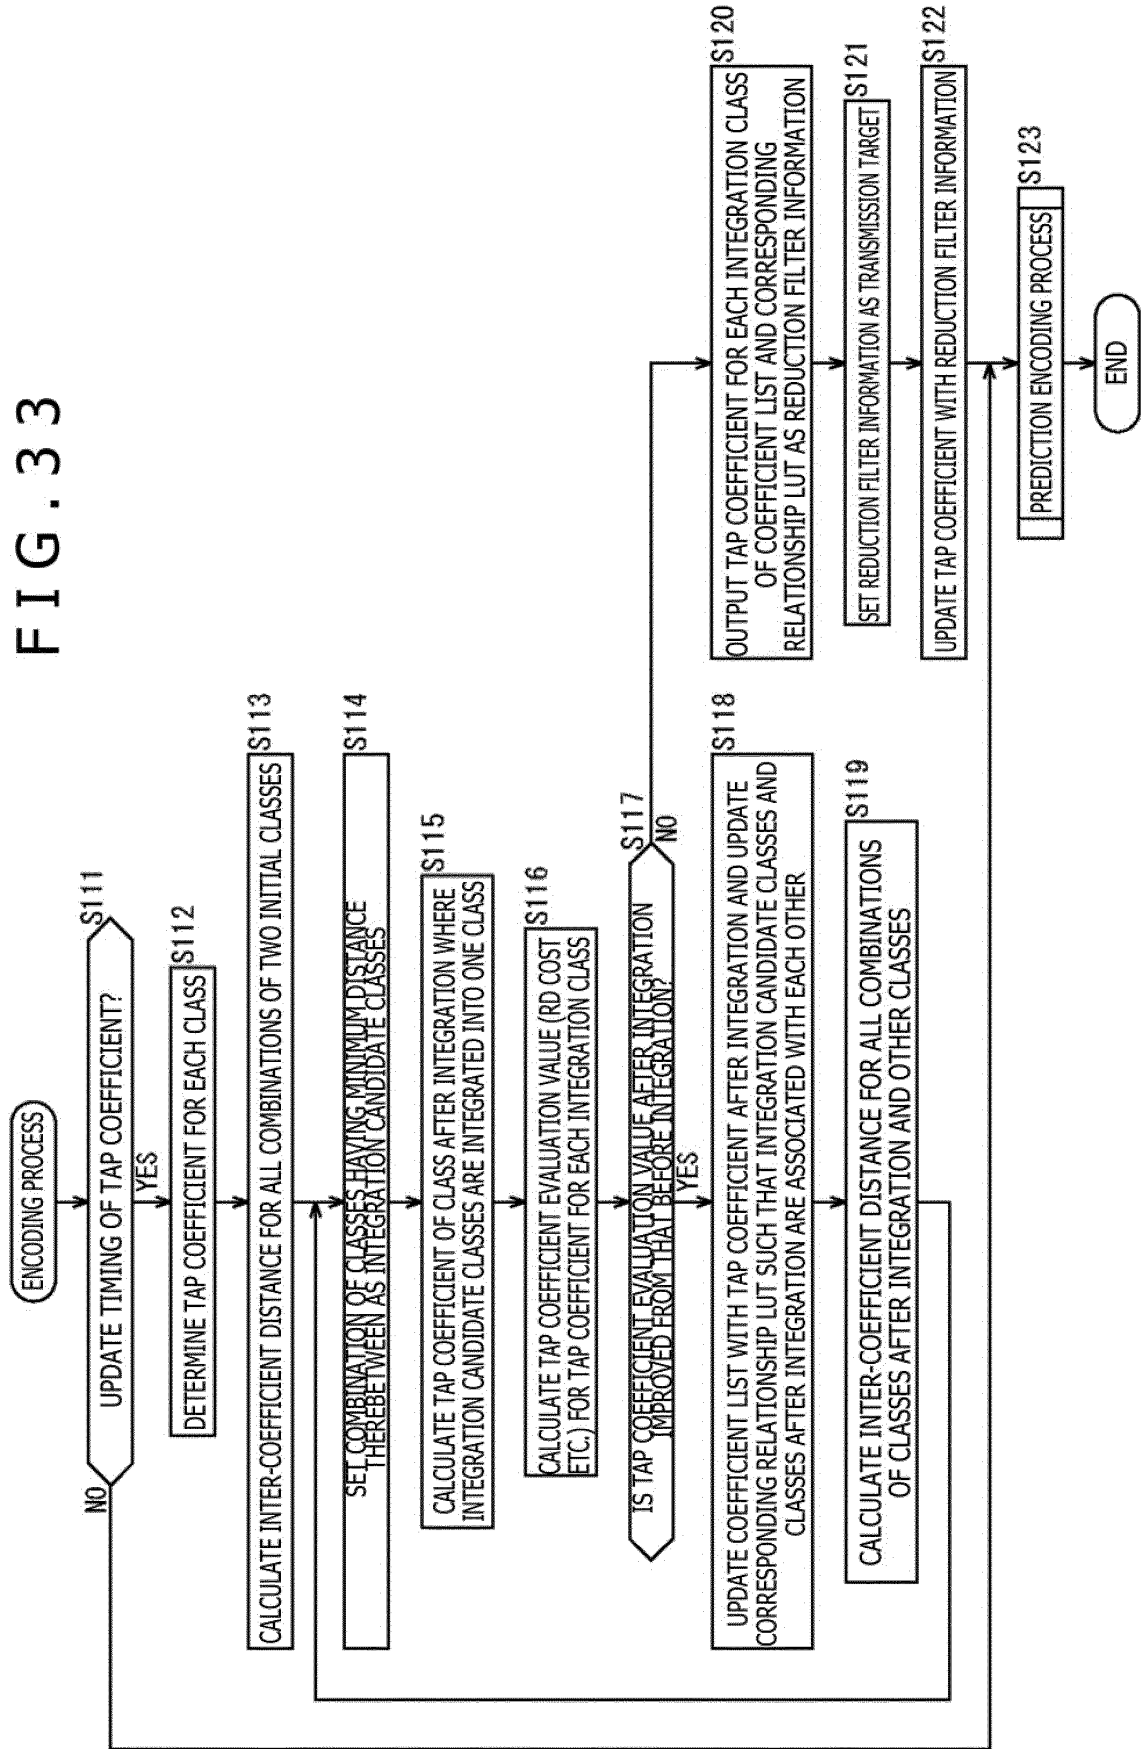 FIG.33
ENCODING PROCESS
S111
UPDATE TIMING OF TAP COEFFICIENT?
NO
YES
S112
DETERMINE TAP COEFFICIENT FOR EACH CLASS
S113
CALCULATE INTER-COEFFICIENT DISTANCE FOR ALL COMBINATIONS OF TWO INITIAL CLASSES
S114
SET COMBINATION OF CLASSES HAVING MINIMUM DISTANCE
THEREBETWEEN AS INTEGRATION CANDIDATE CLASSES
S115
CALCULATE TAP COEFFICIENT OF CLASS AFTER INTEGRATION WHERE
INTEGRATION CANDIDATE CLASSES ARE INTEGRATED INTO ONE CLASS
S116
CALCULATE TAP COEFFICIENT EVALUATION VALUE (RD COST
ETC.) FOR TAP COEFFICIENT FOR EACH INTEGRATION CLASS
S117
IS TAP COEFFICIENT EVALUATION VALUE AFTER INTEGRATION
IMPROVED FROM THAT BEFORE INTEGRATION?
NO
YES
S118
UPDATE COEFFICIENT LIST WITH TAP COEFFICIENT AFTER INTEGRATION AND UPDATE
CORRESPONDING RELATIONSHIP LUT SUCH THAT INTEGRATION CANDIDATE CLASSES AND
CLASSES AFTER INTEGRATION ARE ASSOCIATED WITH EACH OTHER
S119
CALCULATE INTER-COEFFICIENT DISTANCE FOR ALL COMBINATIONS
OF CLASSES AFTER INTEGRATION AND OTHER CLASSES
S120
OUTPUT TAP COEFFICIENT FOR EACH INTEGRATION CLASS
OF COEFFICIENT LIST AND CORRESPONDING
RELATIONSHIP LUT AS REDUCTION FILTER INFORMATION
S121
SET REDUCTION FILTER INFORMATION AS TRANSMISSION TARGET
S122
UPDATE TAP COEFFICIENT WITH REDUCTION FILTER INFORMATION
S123
PREDICTION ENCODING PROCESS
END